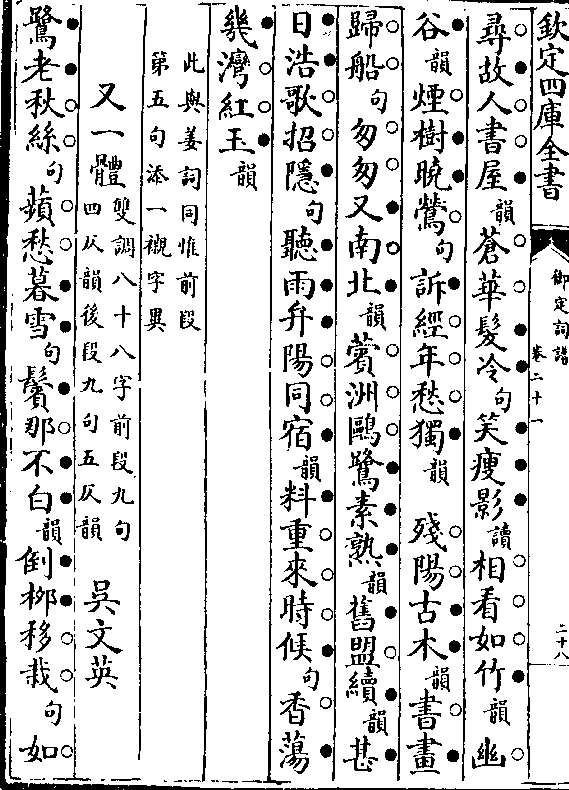 欽定四庫全書
御定詞譜
卷二十一
二十八
尋故人書屋韻蒼華髮冷句笑瘦影讀相看如竹韻幽
谷韻煙樹曉鶯句訴經年愁獨韻 殘陽古木韻書畫
歸船句匆匆又南北韻蘋洲鷗鷺素熟韻舊盟續韻甚
日浩歌招隱句聽雨弁陽同宿韻料重來時候句香蕩
幾灣紅玉韻
此與姜詞同惟前段
第五句添一襯字異
又一體 雙調八十八字前段九句
四仄韻後段九句五仄韻 吳文英
鷺老秋絲句蘋愁暮雪句鬢那不白韻倒柳移栽句如